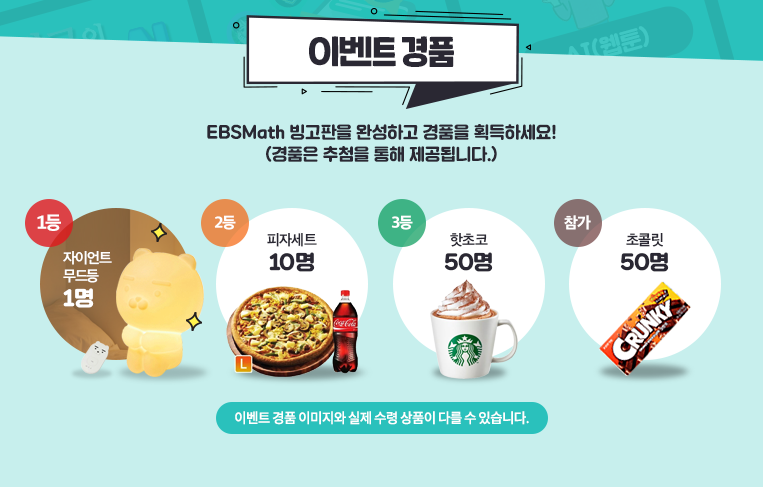 AI(웹툰)
이벤트 경품
EBSMath 빙고판을 완성하고 경품을 획득하세요!
(경품은 추첨을 통해 제공됩니다.)
1등
자이언트
무드등
1명
2등
피자세트
10명
Coca-Cola
L
3등
핫초코
50명
참가
초콜릿
50명
CRUNKY
이벤트 경품 이미지와 실제 수령 상품이 다를 수 있습니다.